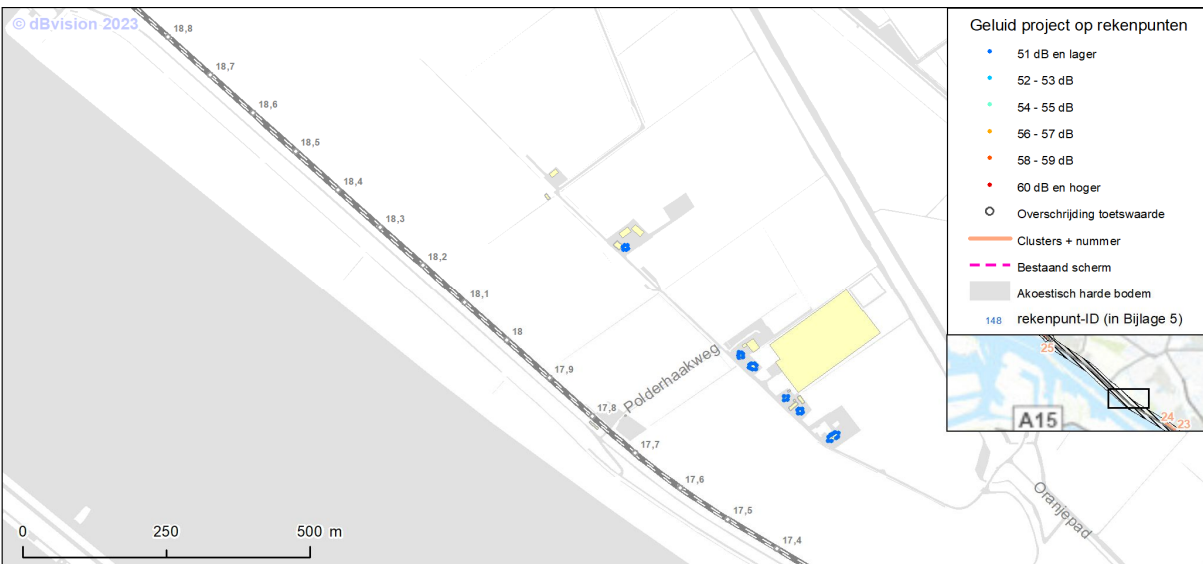 © dBvision 2023
18,8
18,7
18,6
18,5
18,4
18,3
18,2
18,1
18
17,9
17,8
17,7
17,6
17,5
17,4
Polderhaakweg
Oranjepad
0 250 500 m
Geluid project op rekenpunten
51 dB en lager
52 - 53 dB
54 - 55 dB
56 - 57 dB
58 - 59 dB
60 dB en hoger
Overschrijding toetswaarde
Clusters + nummer
Bestaand scherm
Akoestisch harde bodem
148 rekenpunt-ID (in Bijlage 5)
25
A15
24
23